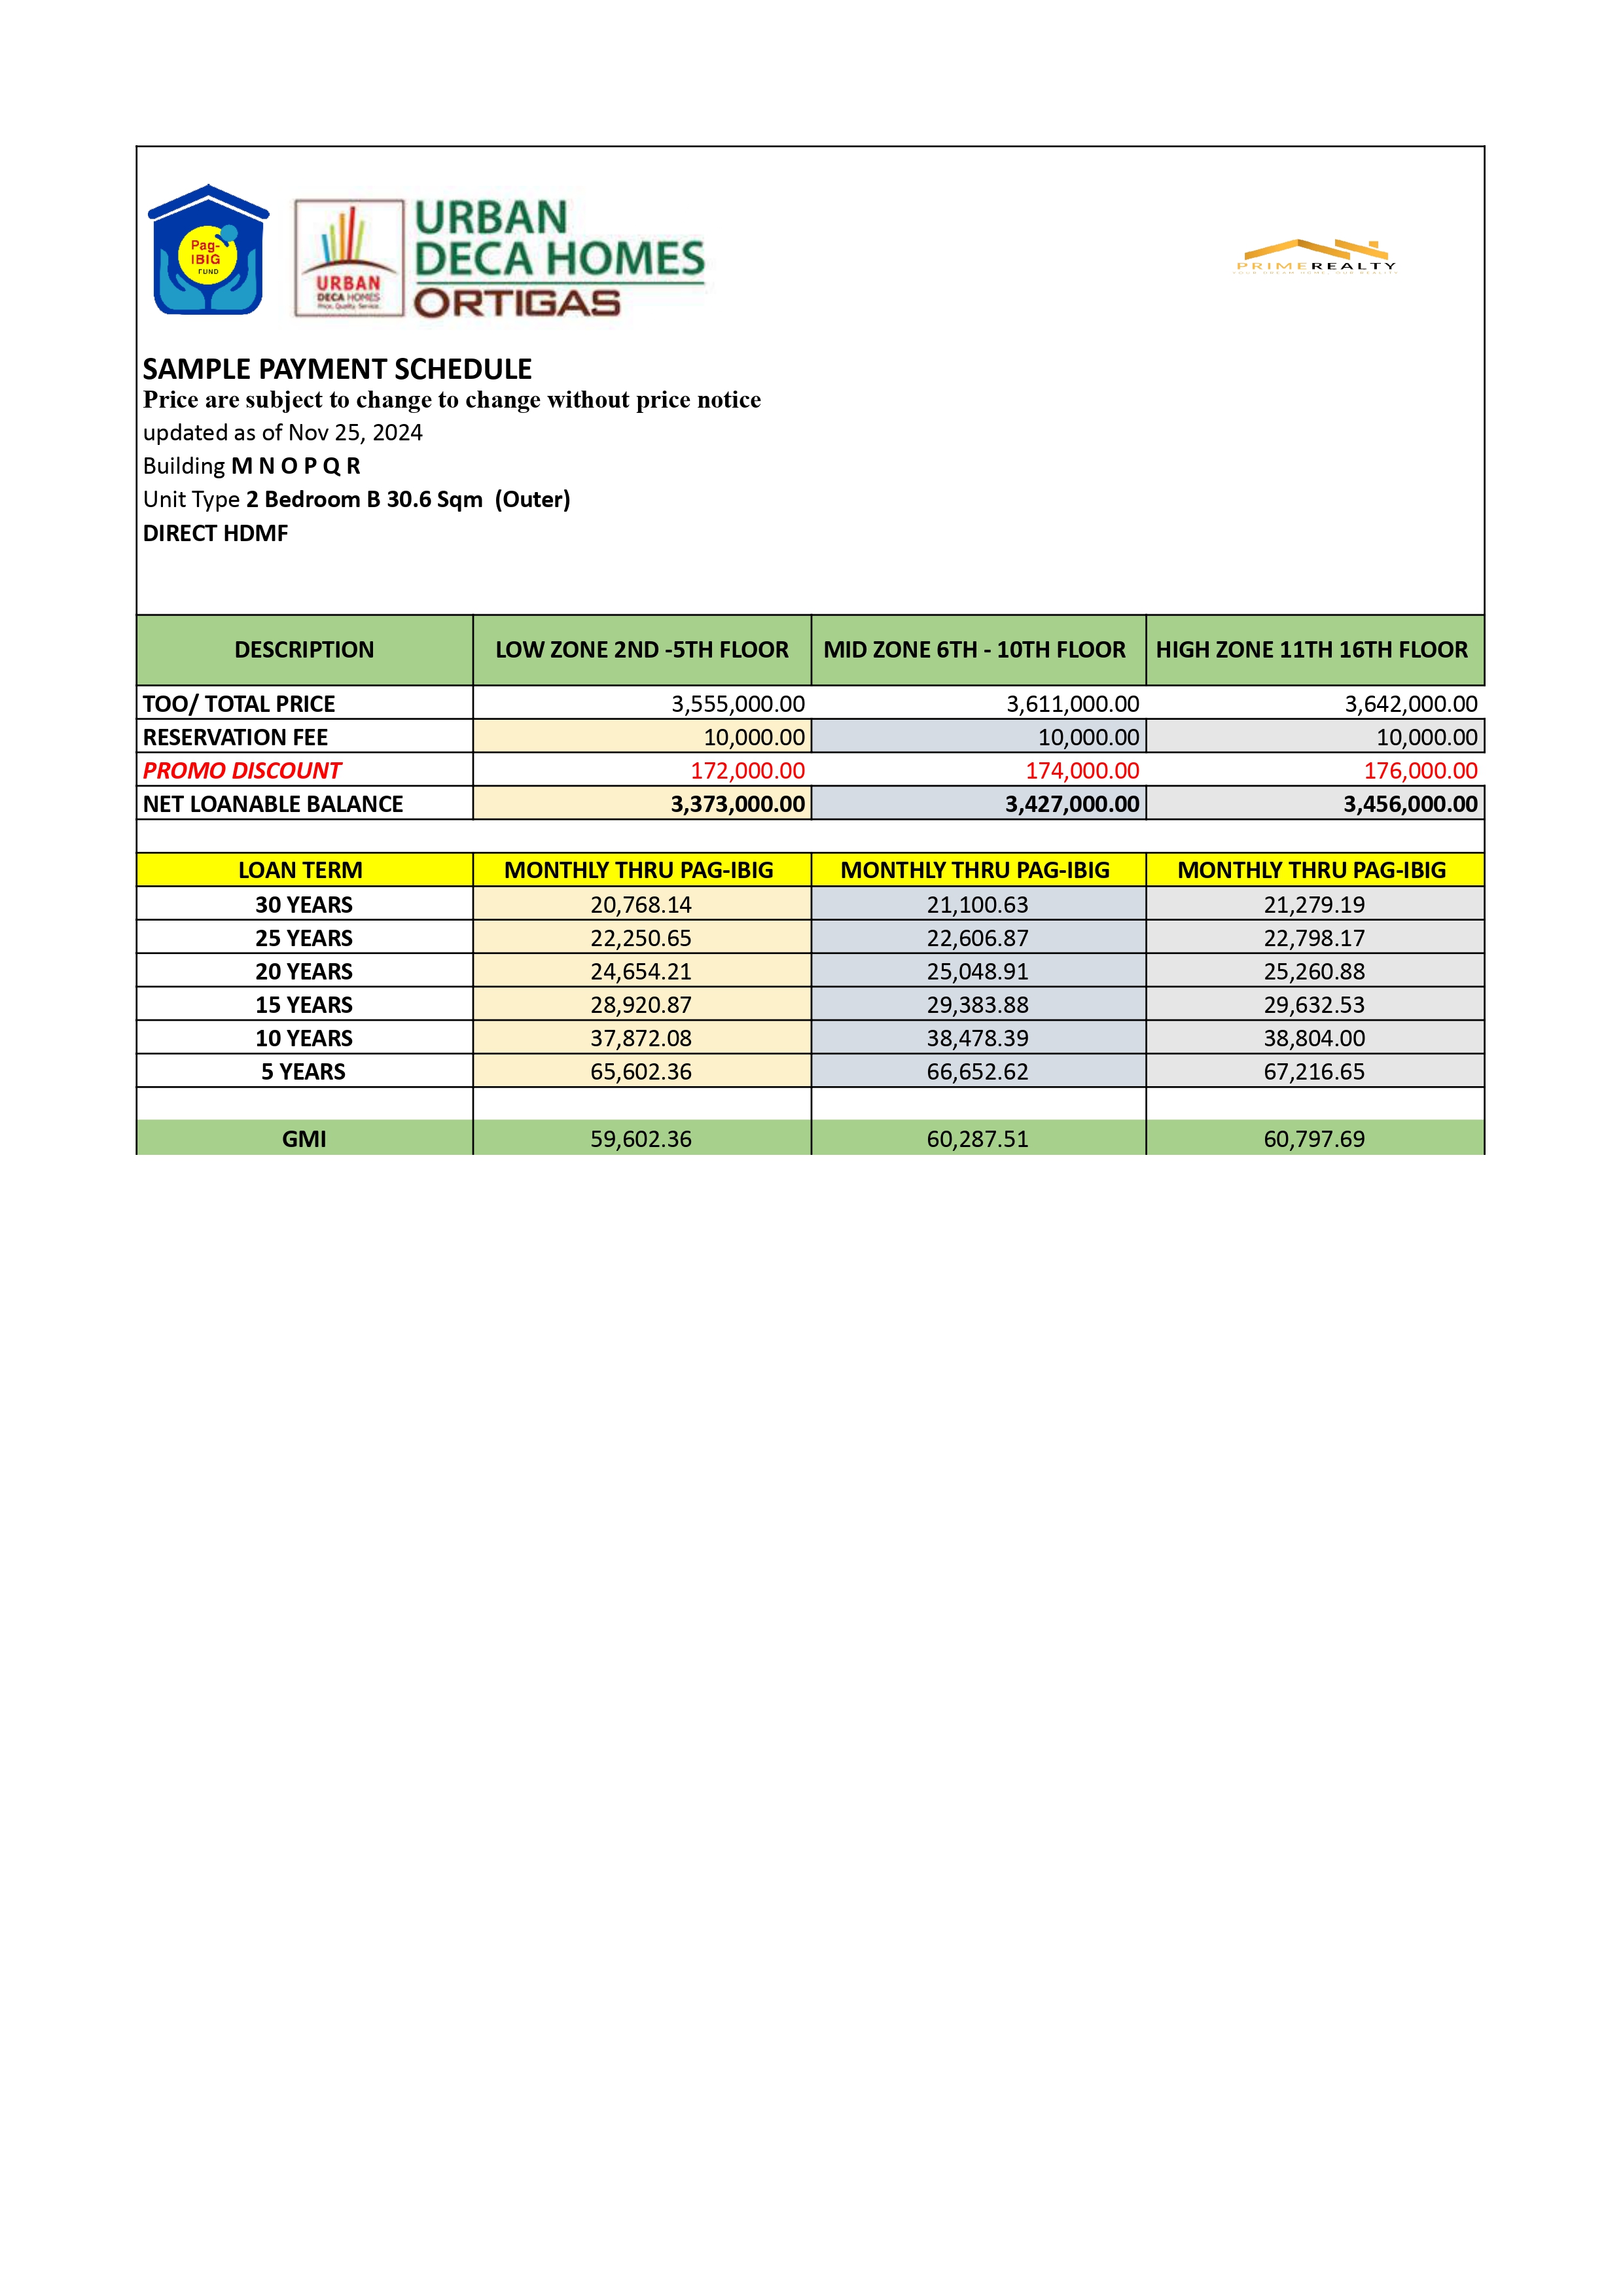 Pag-
IBIG
FUND
URBAN
DECA HOMES
Price, Quality, Service.
URBAN
DECA HOMES
ORTIGAS
PRIMEREALTY
SAMPLE PAYMENT SCHEDULE
Price are subject to change to change without price notice
updated as of Nov 25, 2024
Building M N O P Q R
Unit Type 2 Bedroom B 30.6 Sqm (Outer)
DIRECT HDMF
DESCRIPTION LOW ZONE 2ND -5TH FLOOR MID ZONE 6TH - 10TH FLOOR HIGH ZONE 11TH 16TH FLOOR
TOO/ TOTAL PRICE 3,555,000.00 3,611,000.00 3,642,000.00
RESERVATION FEE 10,000.00 10,000.00 10,000.00
PROMO DISCOUNT 172,000.00 174,000.00 176,000.00
NET LOANABLE BALANCE 3,373,000.00 3,427,000.00 3,456,000.00
LOAN TERM MONTHLY THRU PAG-IBIG MONTHLY THRU PAG-IBIG MONTHLY THRU PAG-IBIG
30 YEARS 20,768.14 21,100.63 21,279.19
25 YEARS 22,250.65 22,606.87 22,798.17
20 YEARS 24,654.21 25,048.91 25,260.88
15 YEARS 28,920.87 29,383.88 29,632.53
10 YEARS 37,872.08 38,478.39 38,804.00
5 YEARS 65,602.36 66,652.62 67,216.65
GMI 59,602.36 60,287.51 60,797.69